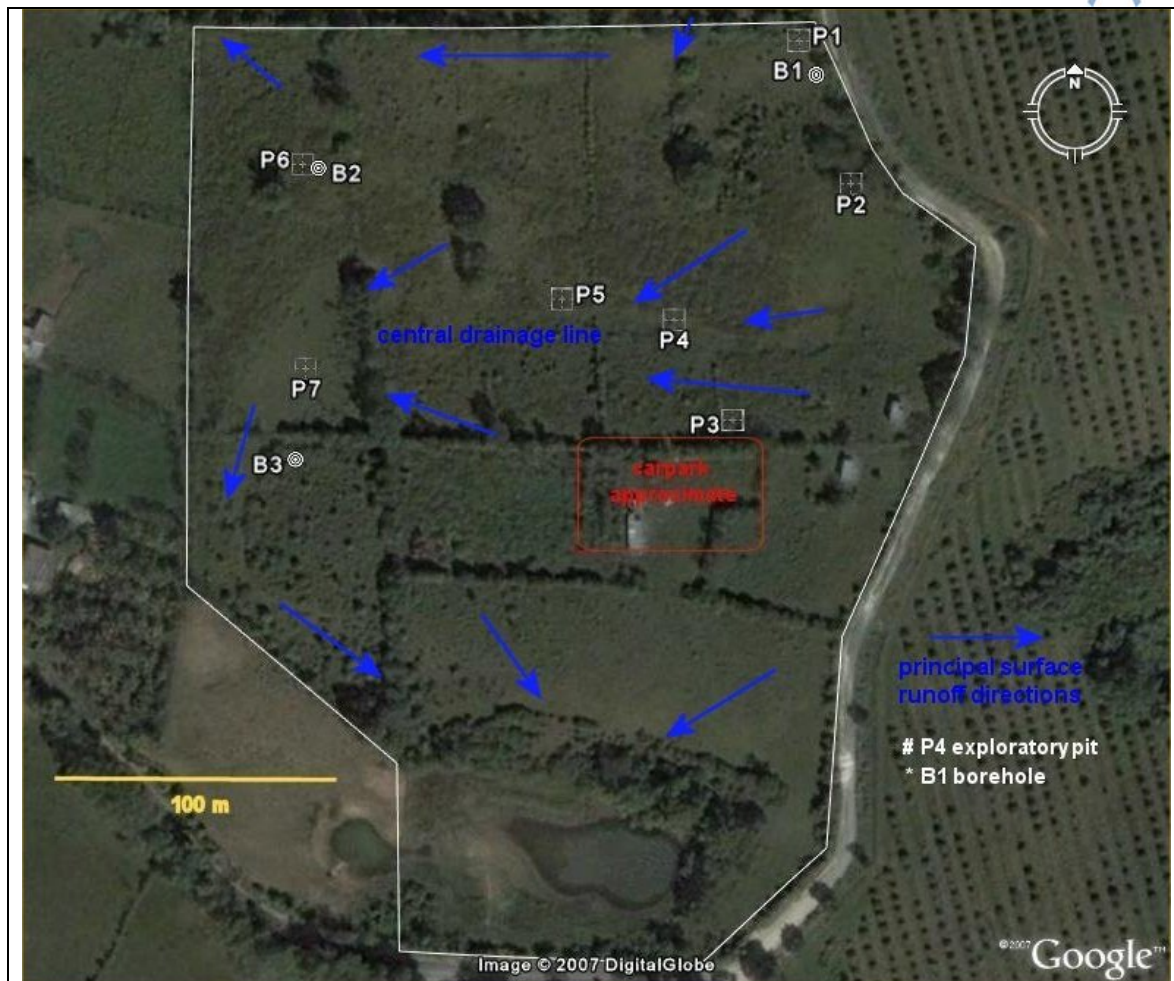 P1
B1
N
P6
B2
P2
P5
central drainage line
P4
P7
P3
B3
carpark
approximate
principal surface
runoff directions
# P4 exploratory pit
* B1 borehole
100 m
©2007 Google™
Image © 2007 DigitalGlobe